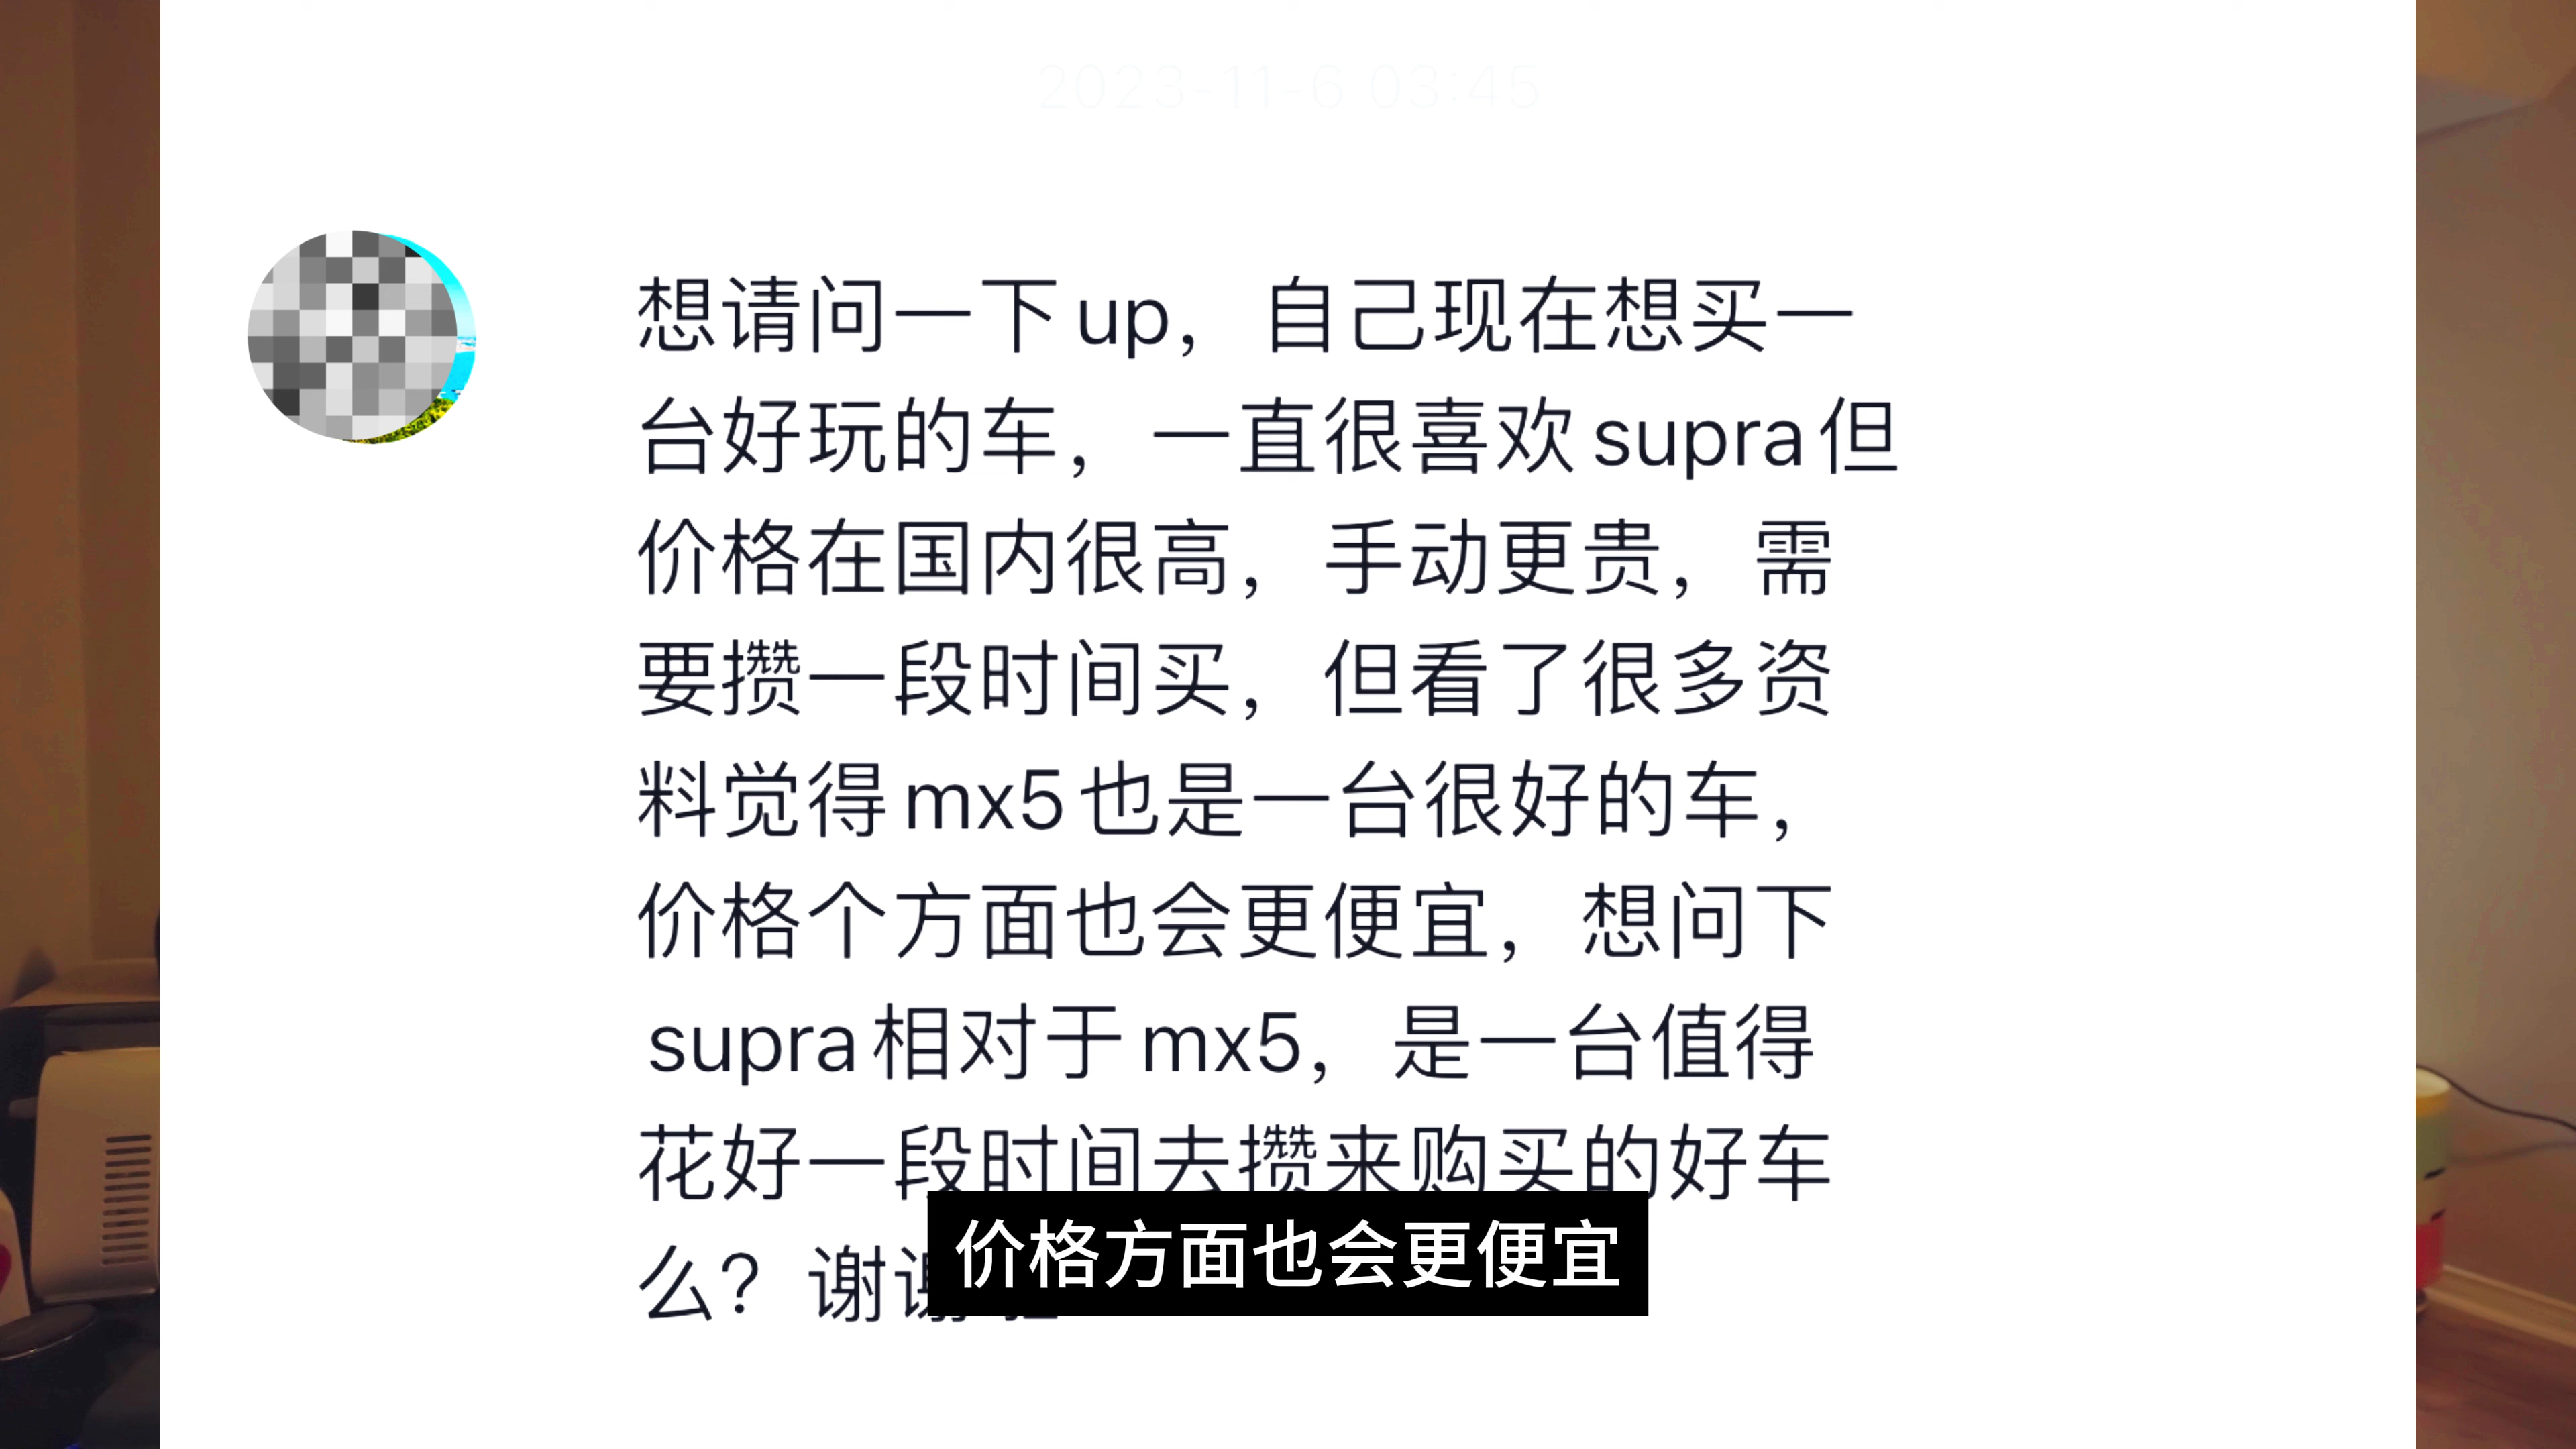 2023-11-6 03:45
想请问一下up，自己现在想买一
台好玩的车，一直很喜欢supra但
价格在国内很高，手动更贵，需
要攒一段时间买，但看了很多资
料觉得mx5也是一台很好的车，
价格个方面也会更便宜，想问下
supra相对于mx5，是一台值得
花好一段时间去攒来购买的好车
么？谢谢
价格方面也会更便宜